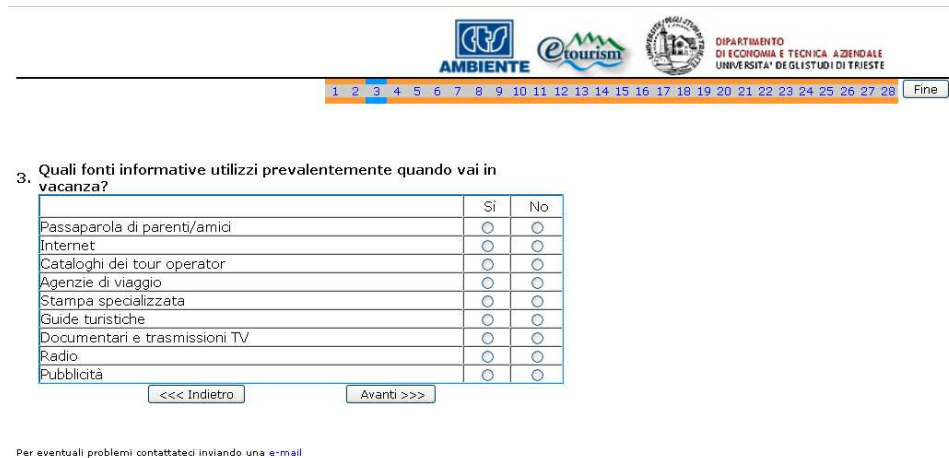 CTS
AMBIENTE
etourism
DIPARTIMENTO
DI ECONOMIA E TECNICA AZIENDALE
UNIVERSITA' DEGLI STUDI DI TRIESTE
1 2 3 4 5 6 7 8 9 10 11 12 13 14 15 16 17 18 19 20 21 22 23 24 25 26 27 28 Fine
3. Quali fonti informative utilizzi prevalentemente quando vai in
vacanza?
Sì No
Passaparola di parenti/amici
Internet
Cataloghi dei tour operator
Agenzie di viaggio
Stampa specializzata
Guide turistiche
Documentari e trasmissioni TV
Radio
Pubblicità
<<< Indietro Avanti >>>
Per eventuali problemi contattateci inviando una e-mail